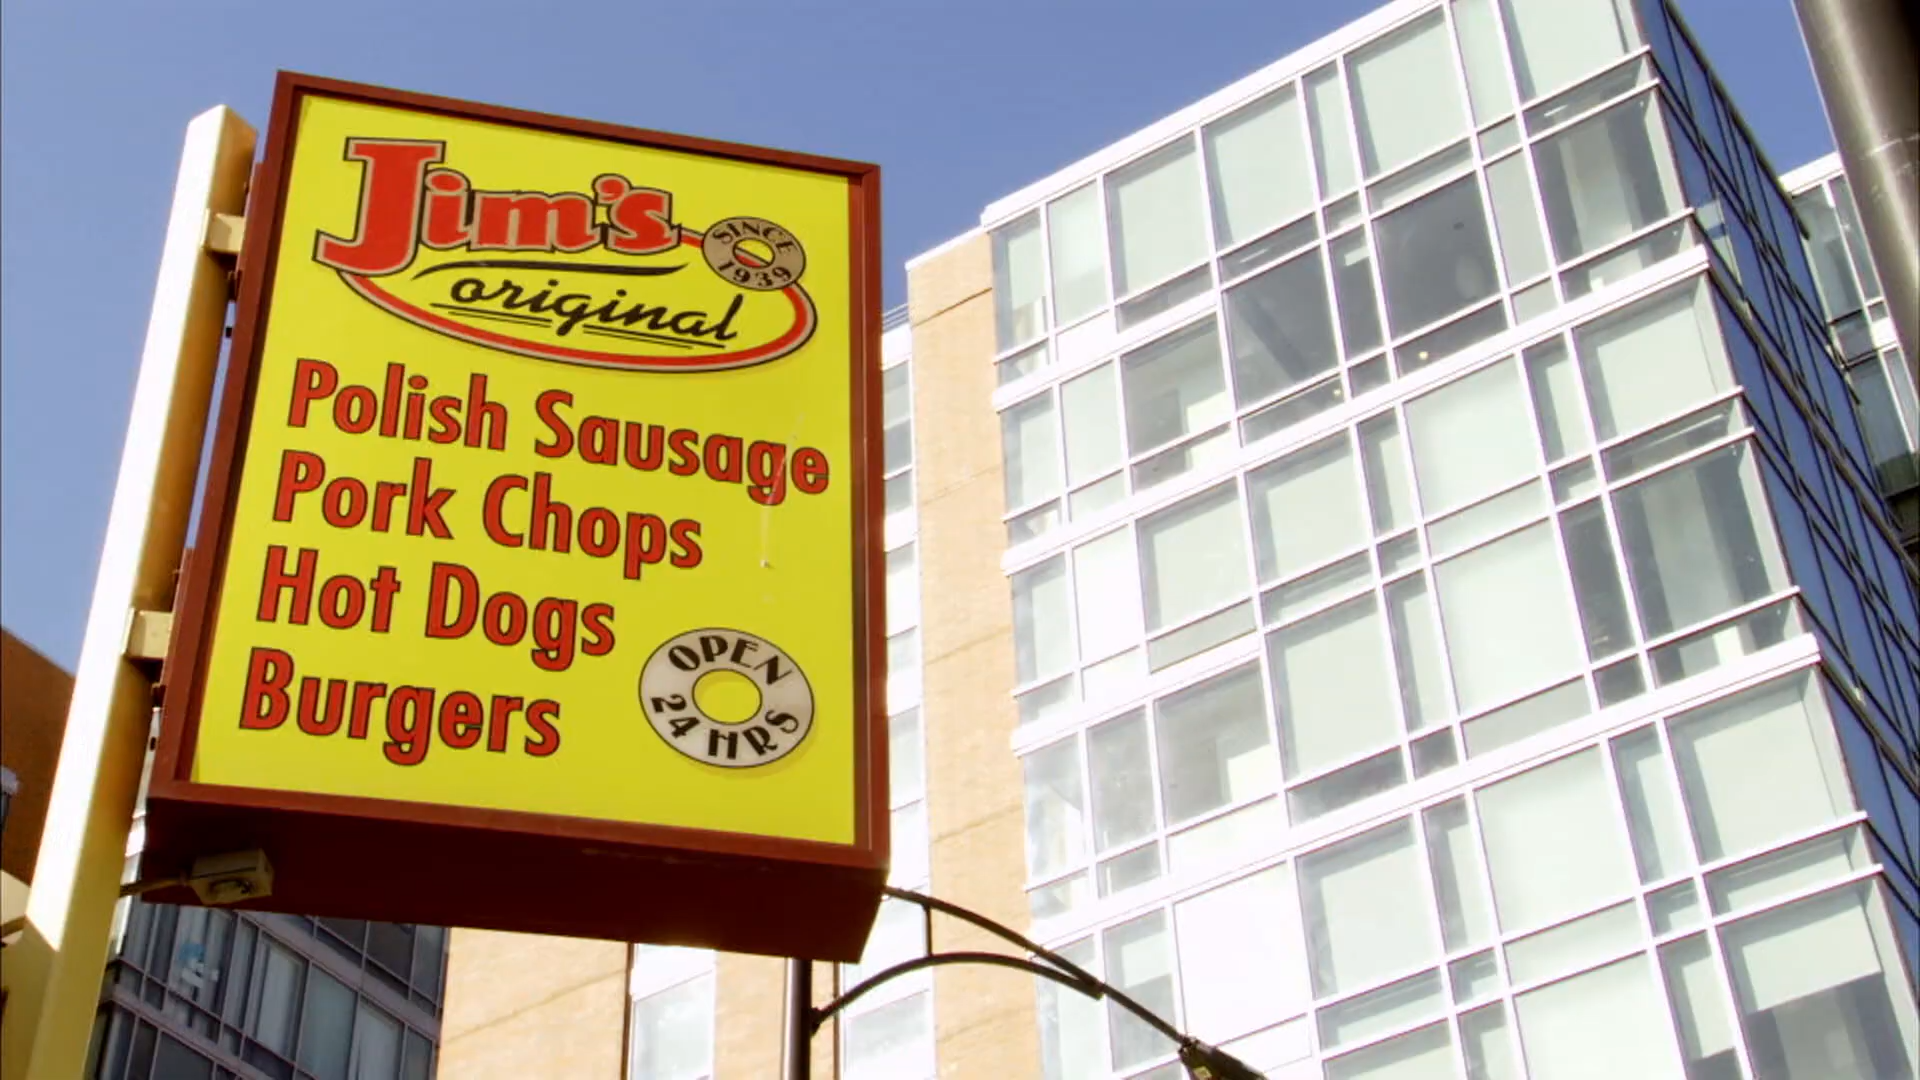 Jim's
SINCE
1939
original
Polish Sausage
Pork Chops
Hot Dogs
Burgers
OPEN
24 HRS